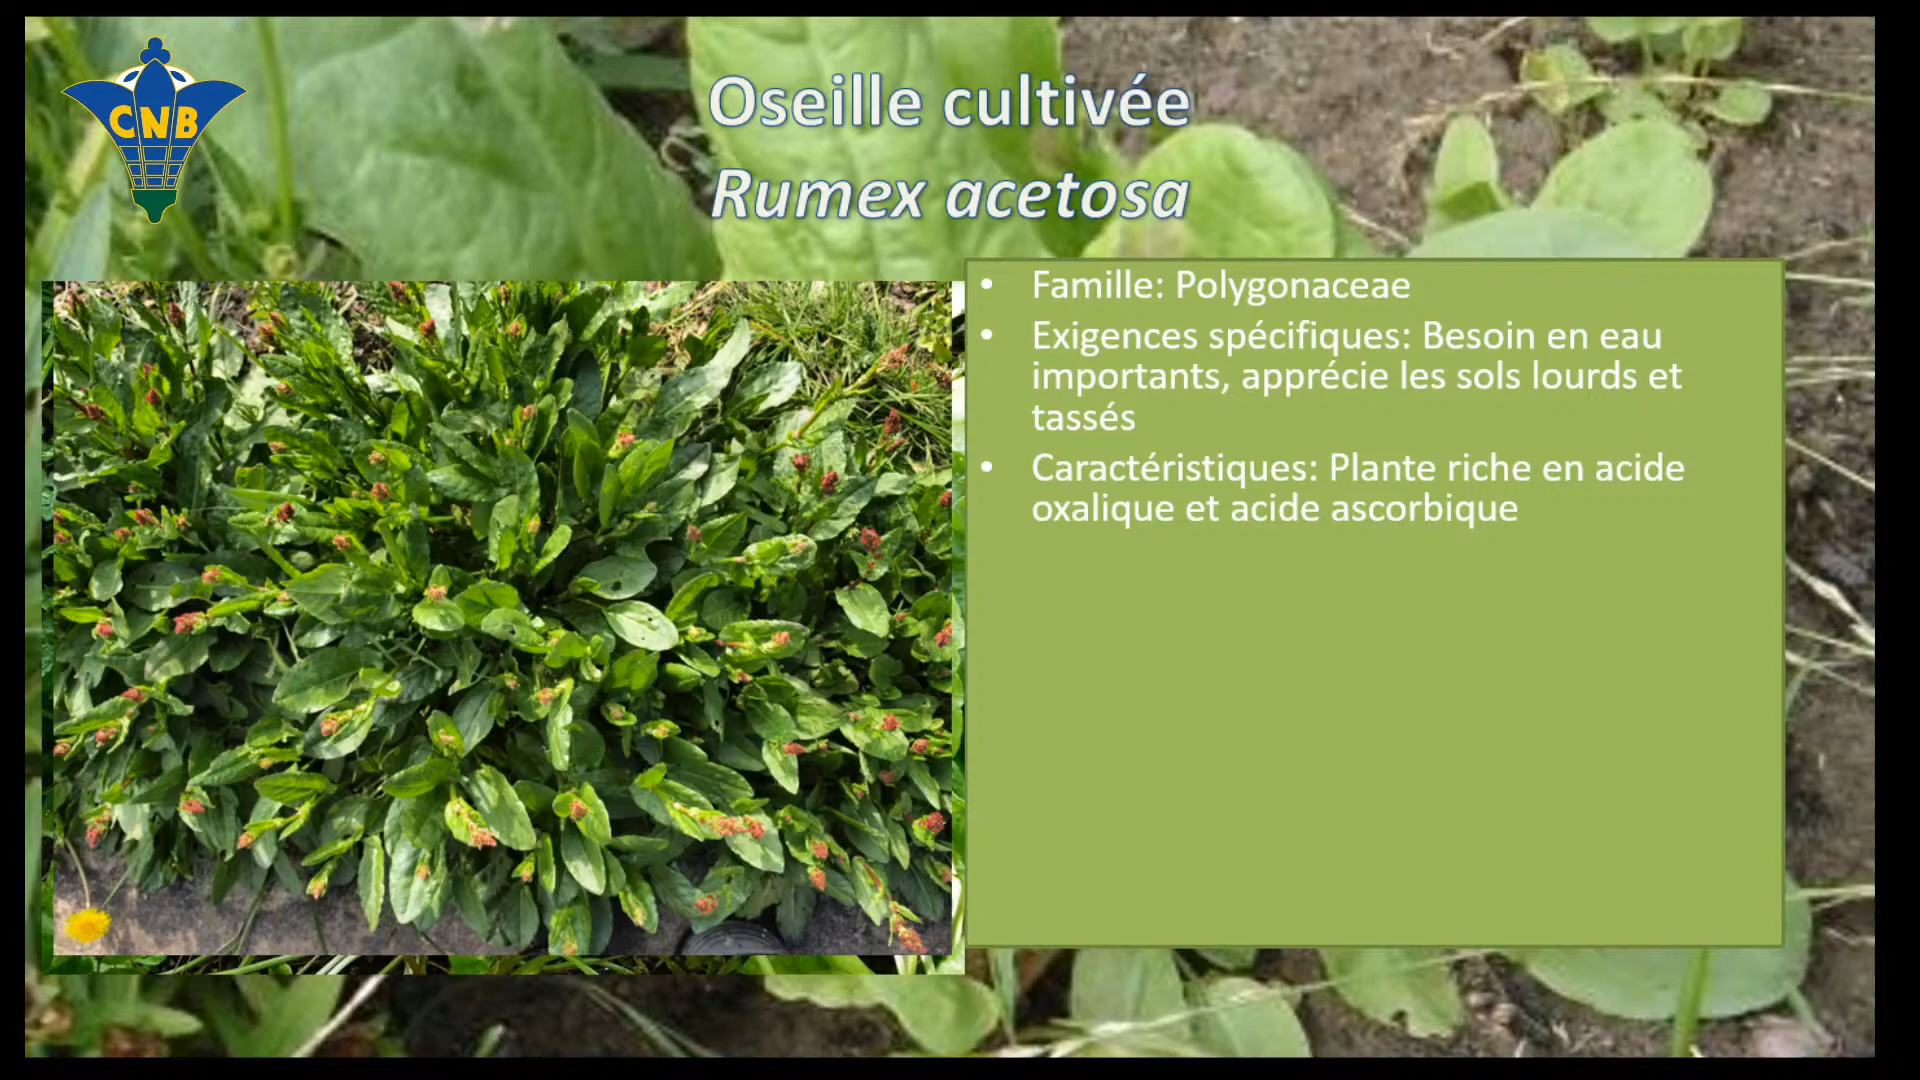 CNB
Oseille cultivée
Rumex acetosa
• Famille: Polygonaceae
• Exigences spécifiques: Besoin en eau
importants, apprécie les sols lourds et
tassés
• Caractéristiques: Plante riche en acide
oxalique et acide ascorbique